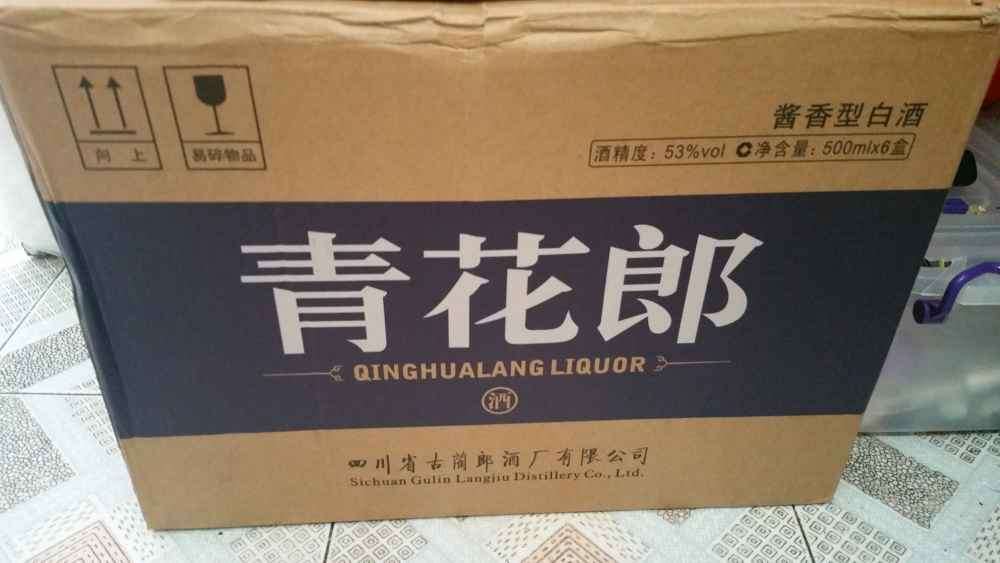 向 上
易碎物品
酱香型白酒
酒精度：53%vol 净含量：500mlx6盒
青花郎
QINGHUALANG LIQUOR
酒
四川省古蔺郎酒厂有限公司
Sichuan Gulin Langjiu Distillery Co., Ltd.